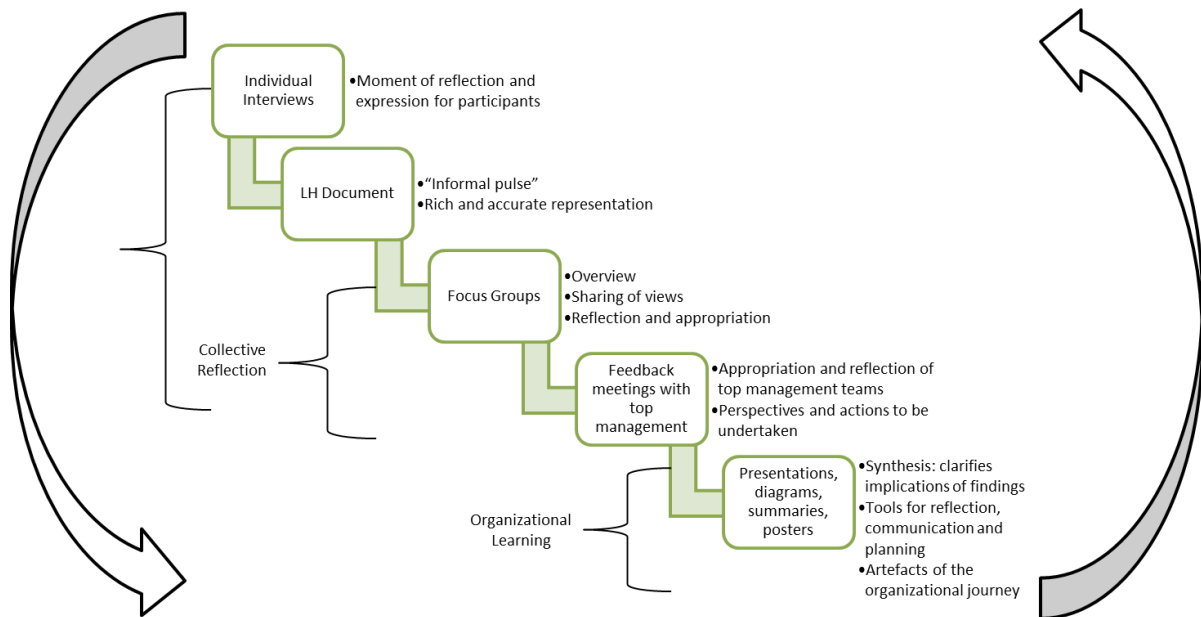 Individual
Interviews
•Moment of reflection and
expression for participants
LH Document
•“Informal pulse”
•Rich and accurate representation
Focus Groups
•Overview
•Sharing of views
•Reflection and appropriation
Collective
Reflection
Feedback
meetings with
top
management
•Appropriation and reflection of
top management teams
•Perspectives and actions to be
undertaken
Presentations,
diagrams,
summaries,
posters
•Synthesis: clarifies
implications of findings
•Tools for reflection,
communication and
planning
•Artefacts of the
organizational journey
Organizational
Learning